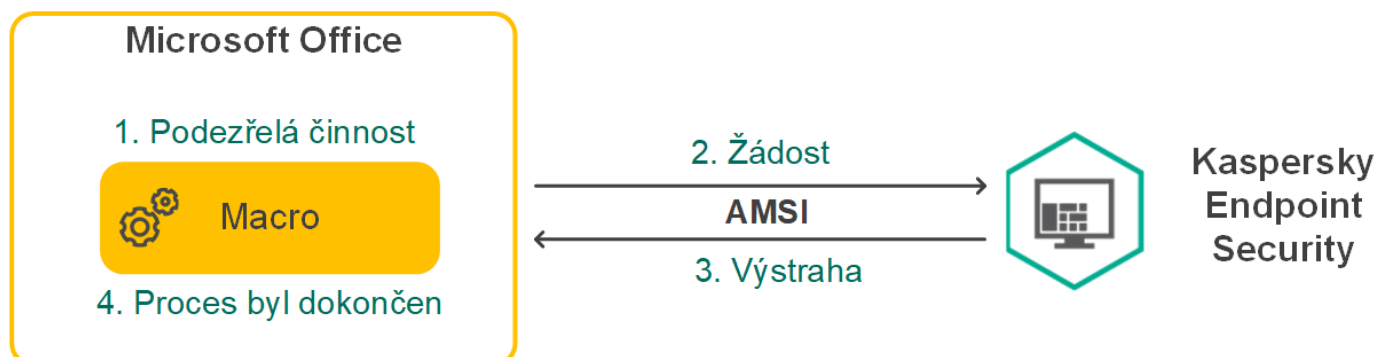 Microsoft Office
1. Podezřelá činnost
Macro
4. Proces byl dokončen
2. Žádost
AMSI
3. Výstraha
Kaspersky
Endpoint
Security